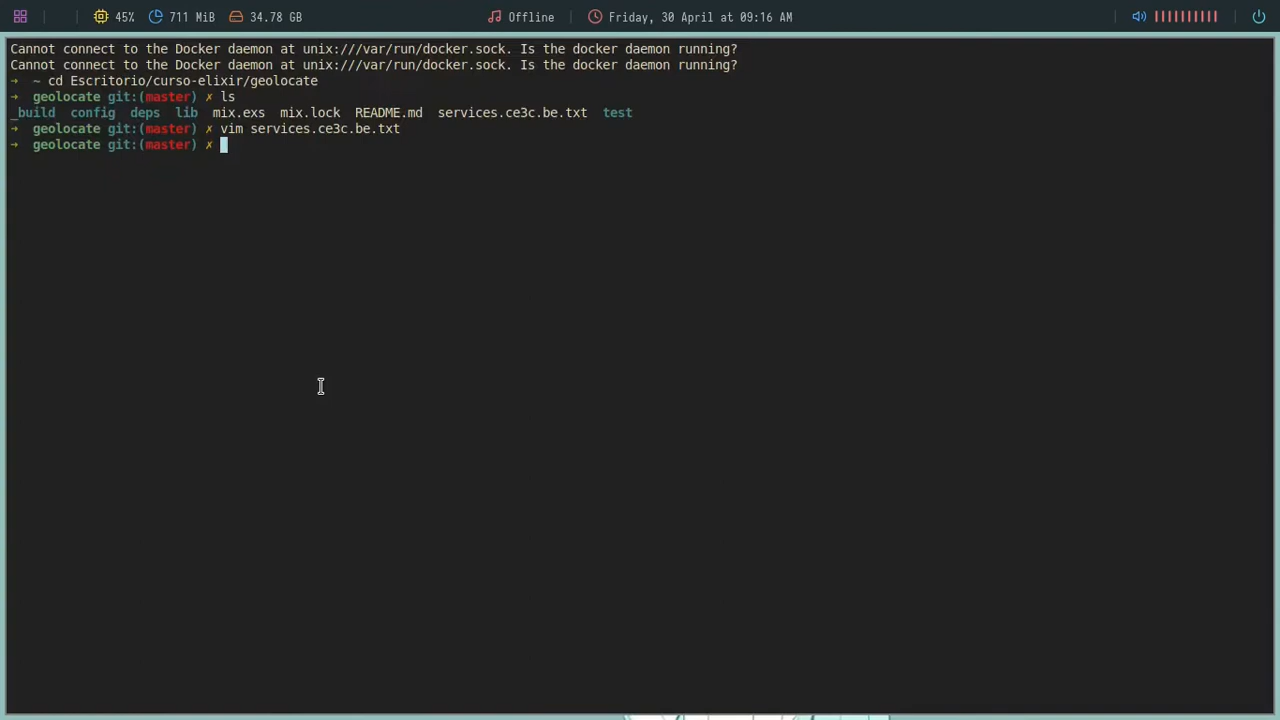 45% 711 MiB 34.78 GB Offline Friday, 30 April at 09:16 AM
Cannot connect to the Docker daemon at unix:///var/run/docker.sock. Is the docker daemon running?
Cannot connect to the Docker daemon at unix:///var/run/docker.sock. Is the docker daemon running?
→ ~ cd Escritorio/curso-elixir/geolocate
→ geolocate git:(master) ✗ ls
_build config deps lib mix.exs mix.lock README.md services.ce3c.be.txt test
→ geolocate git:(master) ✗ vim services.ce3c.be.txt
→ geolocate git:(master) ✗